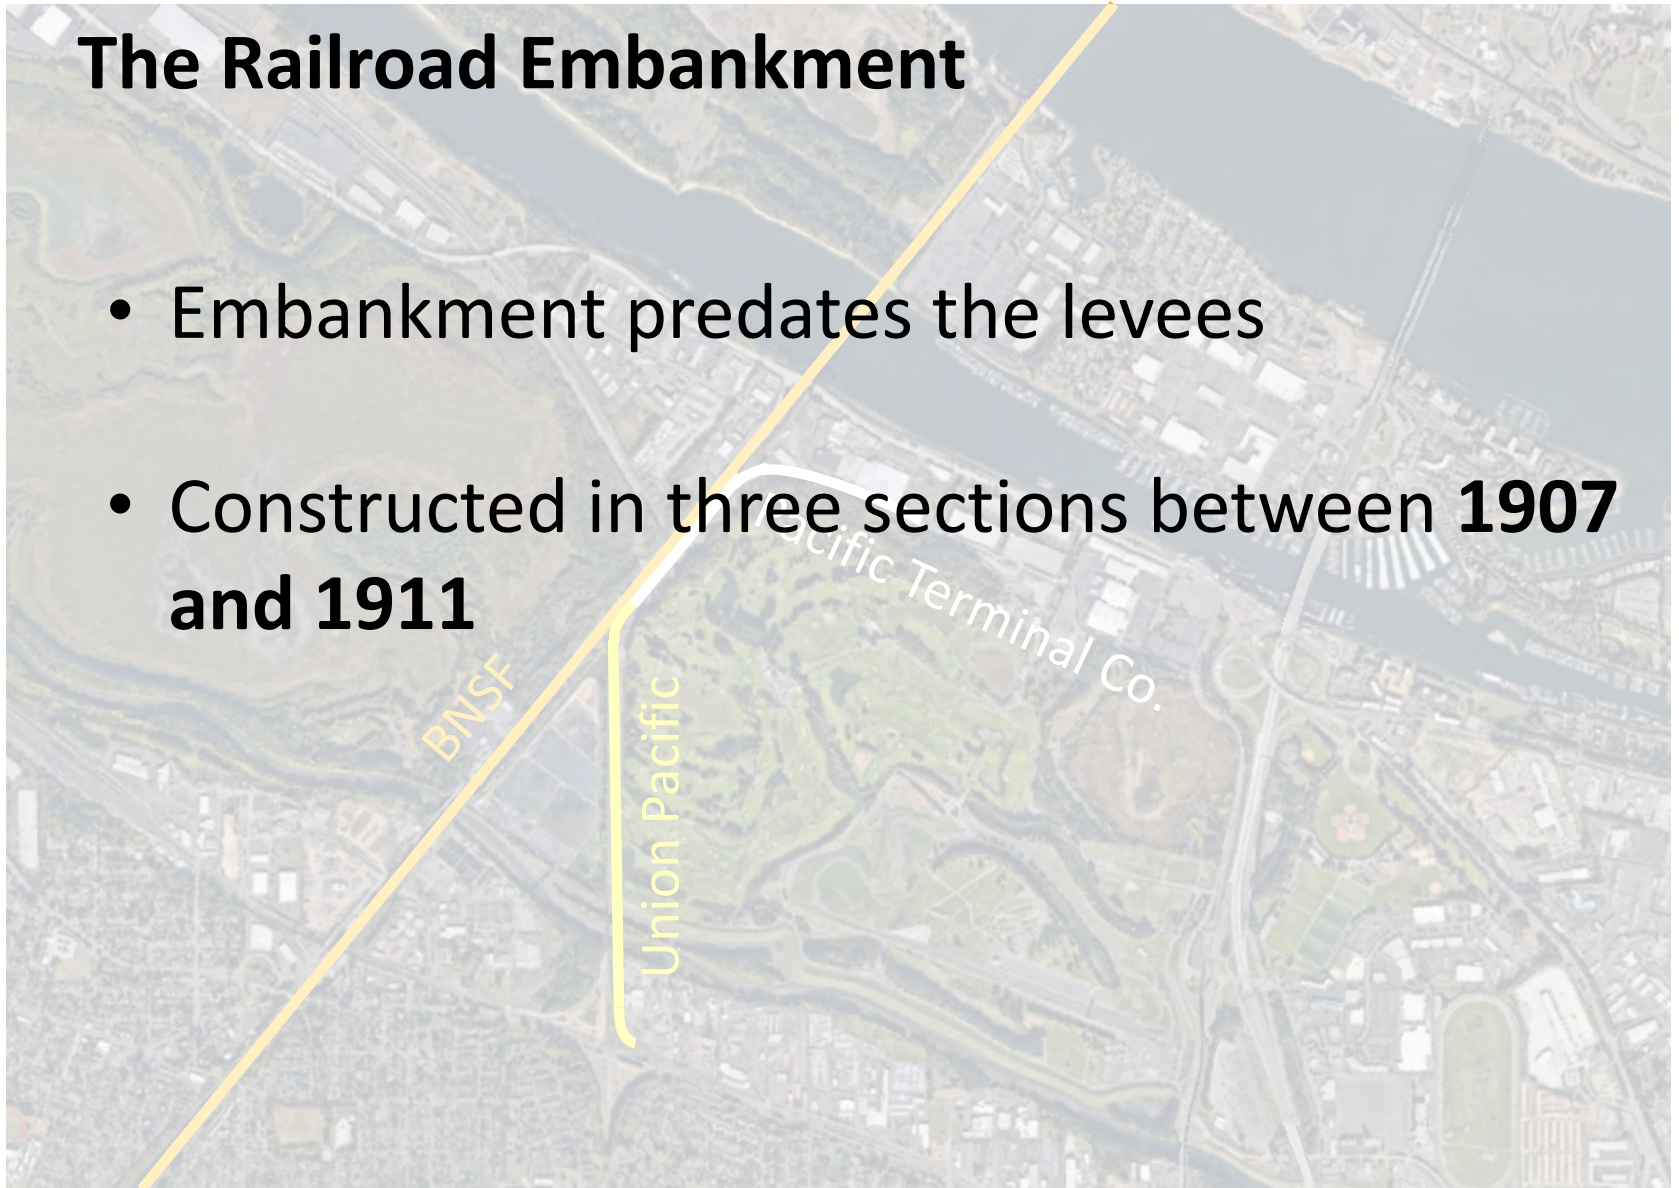 The Railroad Embankment
• Embankment predates the levees
• Constructed in three sections between 1907
and 1911
Pacific Terminal Co.
BNSF
Union Pacific